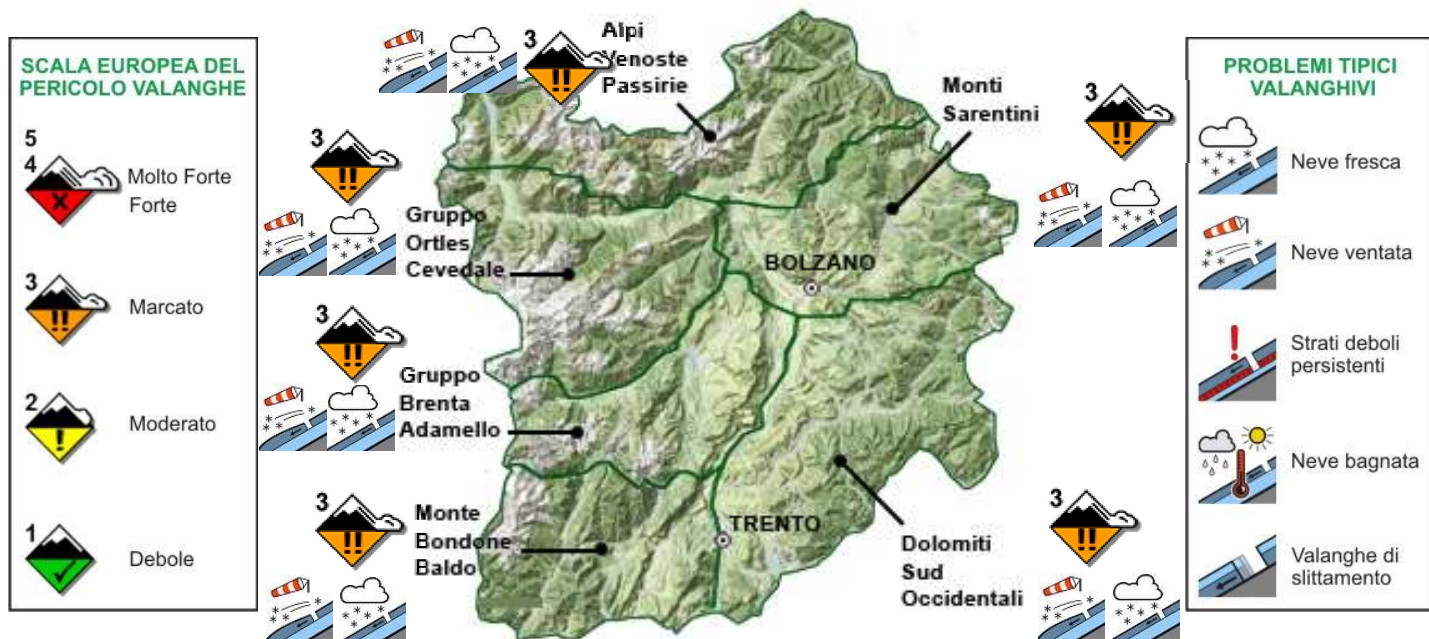 SCALA EUROPEA DEL
PERICOLO VALANGHE
5
4
Molto Forte
Forte
3
Marcato
2
Moderato
1
Debole
3
Alpi
Venoste
Passirie
Monti
Sarentini
3
3
Gruppo
Ortles
Cevedale
BOLZANO
3
Gruppo
Brenta
Adamello
3
Monte
Bondone
Baldo
TRENTO
Dolomiti
Sud
Occidentali
3
PROBLEMI TIPICI
VALANGHIVI
Neve fresca
Neve ventata
Strati deboli
persistenti
Neve bagnata
Valanghe di
slittamento